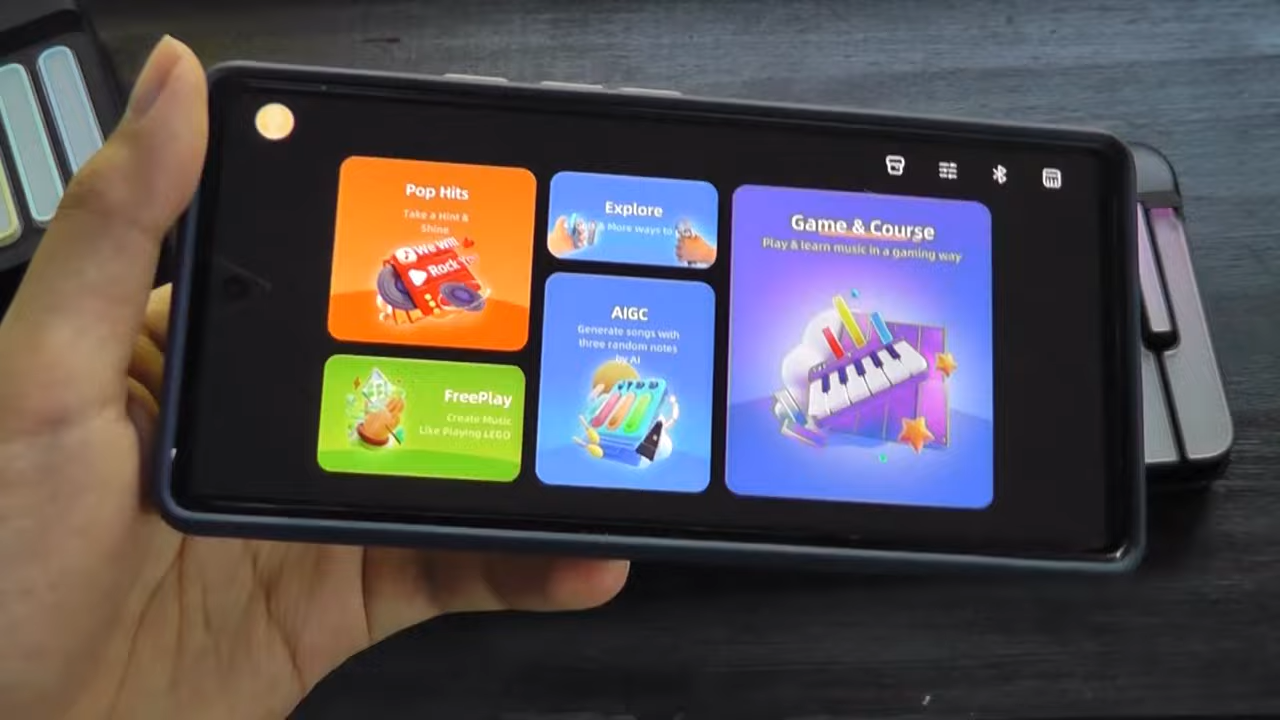 Pop Hits
Take a Hint &
Shine
We Will
Rock
Explore
& More ways to
Game & Course
Play & learn music in a gaming way
AIGC
Generate songs with
three random notes
by AI
FreePlay
Create Music
Like Playing LEGO